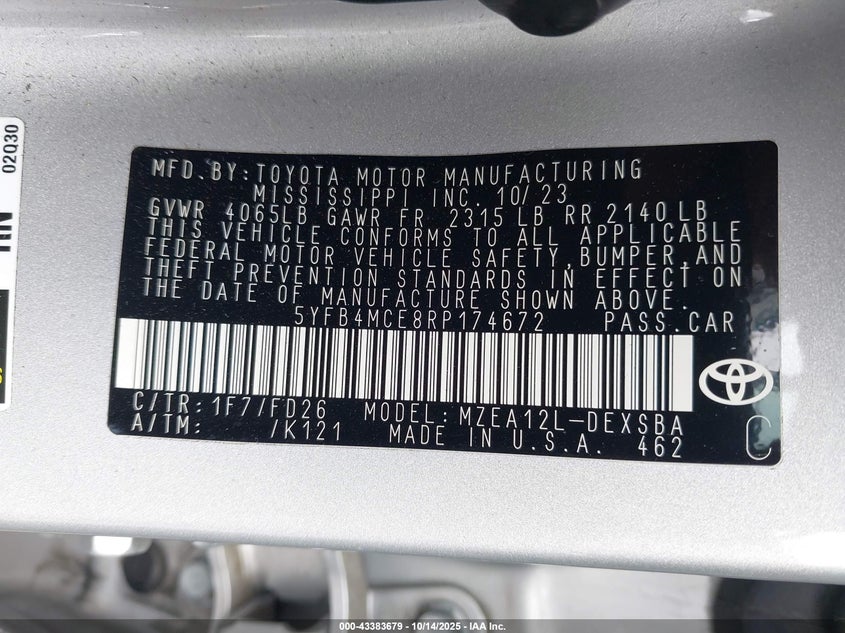 02Q30
MFD.BY:TOYOTA MOTOR MANUFACTURING
MISSISSIPPI INC. 10/23
GVWR 4065LB GAWR FR 2315 LB RR 2140 LB
THIS VEHICLE CONFORMS TO ALL APPLICABLE
FEDERAL MOTOR VEHICLE SAFETY,BUMPER,AND
THEFT PREVENTION STANDARDS IN EFFECT ON
THE DATE OF MANUFACTURE SHOWN ABOVE.
5YFB4MCE8RP174672 PASS.CAR
C/TR:1F7/FD26 MODEL:MZEA12L-DEXSBA
A/TM: /K121 MADE IN U.S.A. 462
C
000-43383679 | 10/14/2025 | IAAI.com